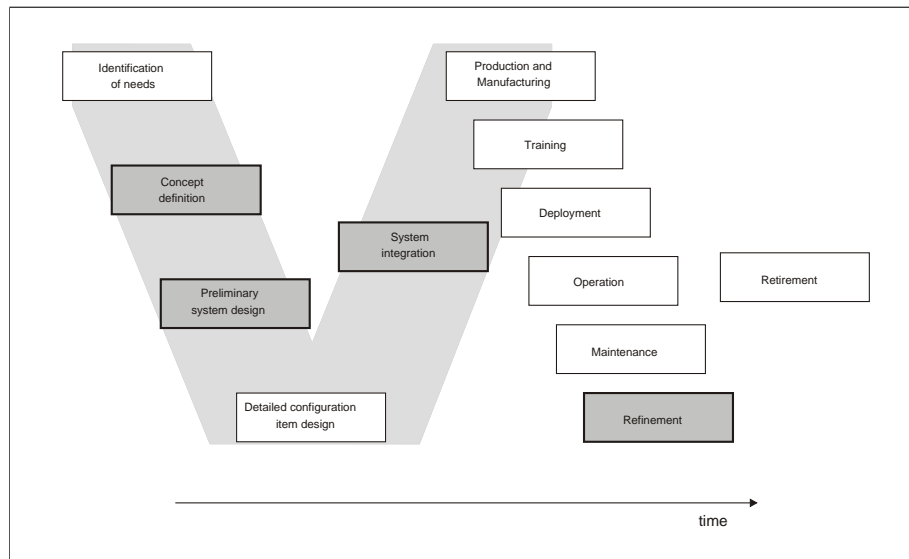 Identification
of needs
Production and
Manufacturing
Training
Concept
definition
Deployment
System
integration
Preliminary
system design
Operation
Retirement
Maintenance
Detailed configuration
item design
Refinement
time